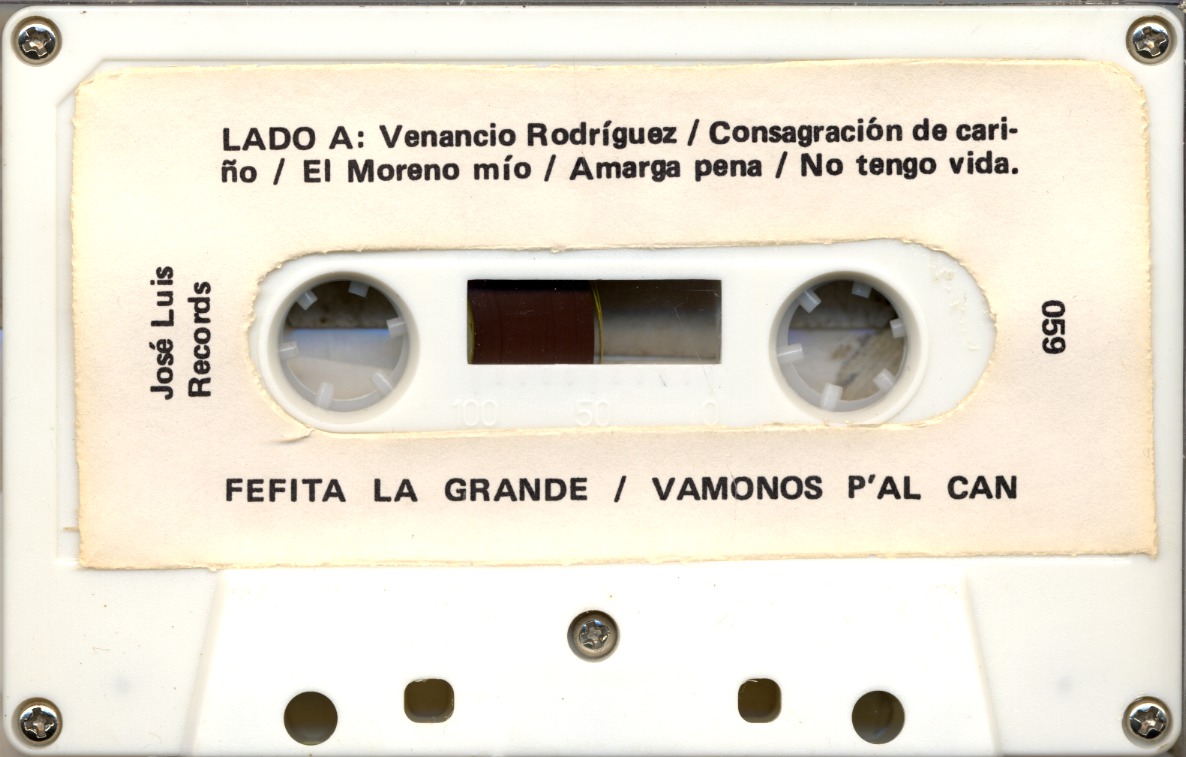 LADO A: Venancio Rodríguez / Consagración de cari-
ño / El Moreno mío / Amarga pena / No tengo vida.
José Luis
Records
059
100 50 0
FEFITA LA GRANDE / VAMONOS P'AL CAN